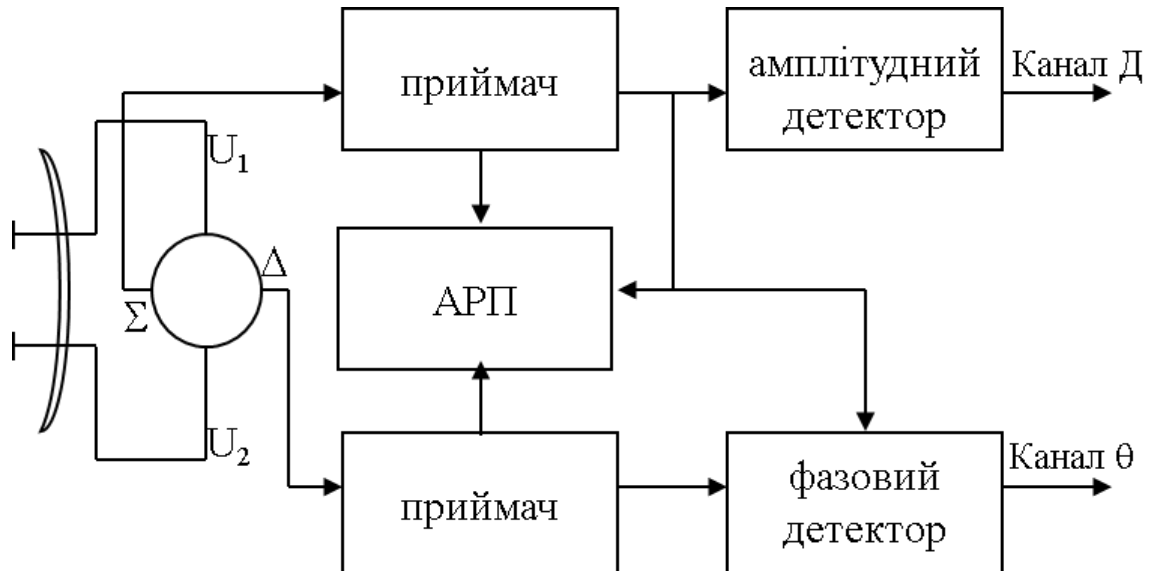 приймач
амплітудний
детектор
Канал Д
U1
Δ
Σ
АРП
U2
приймач
фазовий
детектор
Канал θ